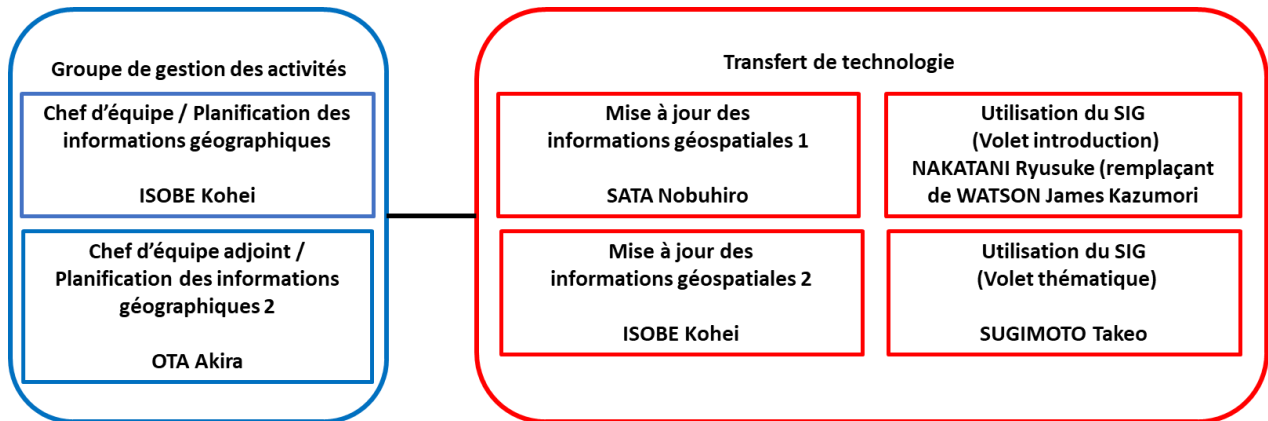 Groupe de gestion des activités
Chef d’équipe / Planification des
informations géographiques
ISOBE Kohei
Chef d’équipe adjoint /
Planification des informations
géographiques 2
OTA Akira
Transfert de technologie
Mise à jour des
informations géospatiales 1
SATA Nobuhiro
Utilisation du SIG
(Volet introduction)
NAKATANI Ryusuke (remplaçant
de WATSON James Kazumori
Mise à jour des
informations géospatiales 2
ISOBE Kohei
Utilisation du SIG
(Volet thématique)
SUGIMOTO Takeo